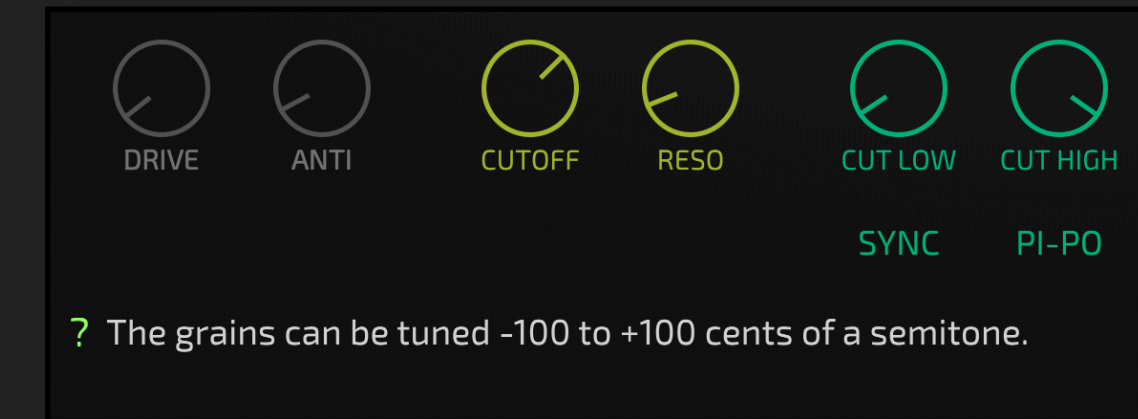 DRIVE ANTI CUTOFF RESO CUT LOW CUT HIGH
SYNC PI-PO
? The grains can be tuned -100 to +100 cents of a semitone.